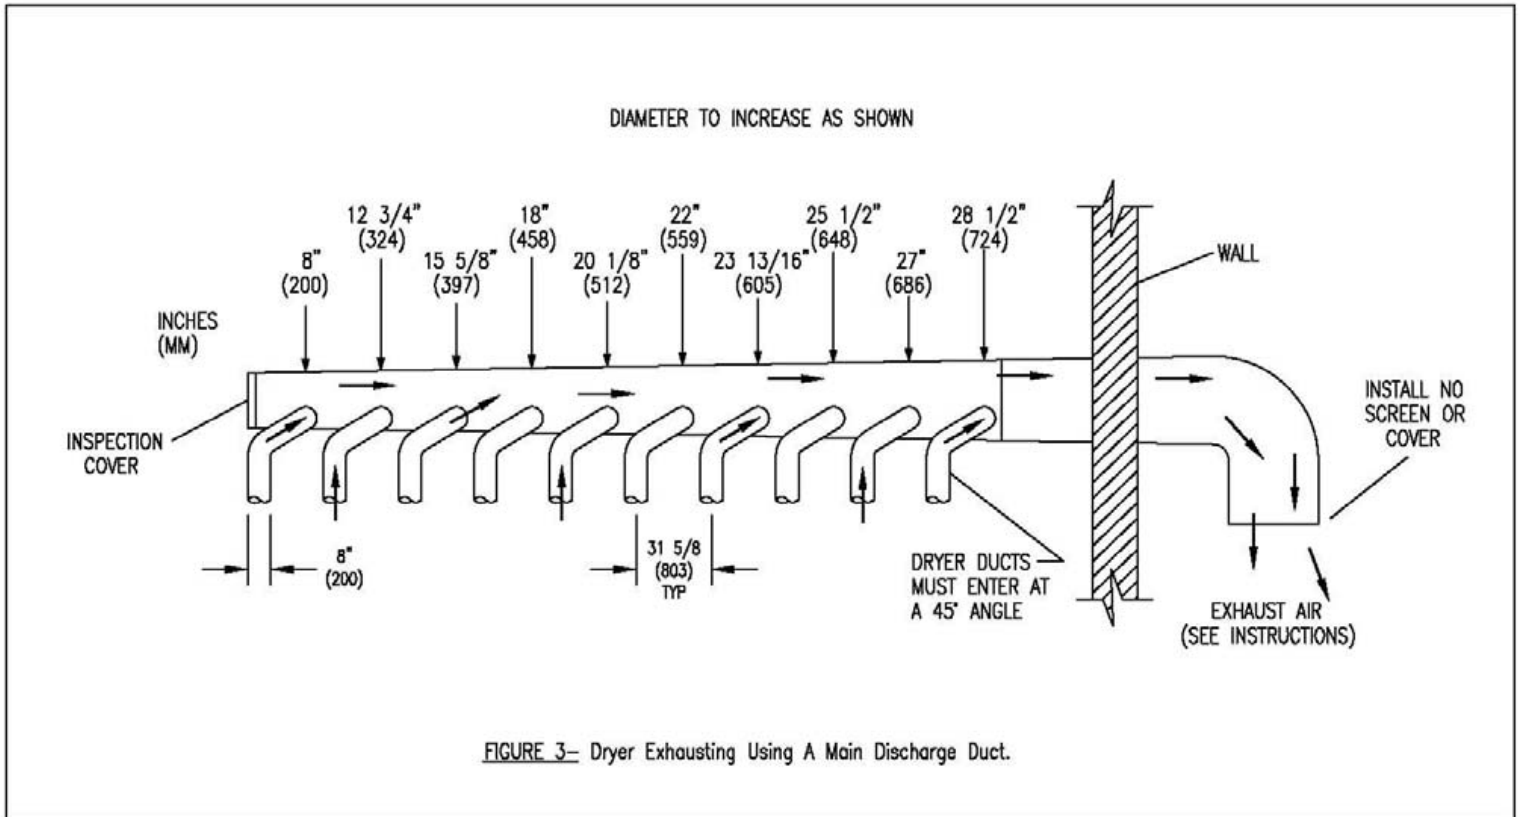 DIAMETER TO INCREASE AS SHOWN
12 3/4"
(324)
18"
(458)
22"
(559)
25 1/2"
(648)
28 1/2"
(724)
8"
(200)
15 5/8"
(397)
20 1/8"
(512)
23 13/16"
(605)
27"
(686)
WALL
INCHES
(MM)
INSPECTION
COVER
INSTALL NO
SCREEN OR
COVER
8"
(200)
31 5/8
(803)
TYP
DRYER DUCTS
MUST ENTER AT
A 45° ANGLE
EXHAUST AIR
(SEE INSTRUCTIONS)
FIGURE 3– Dryer Exhausting Using A Main Discharge Duct.